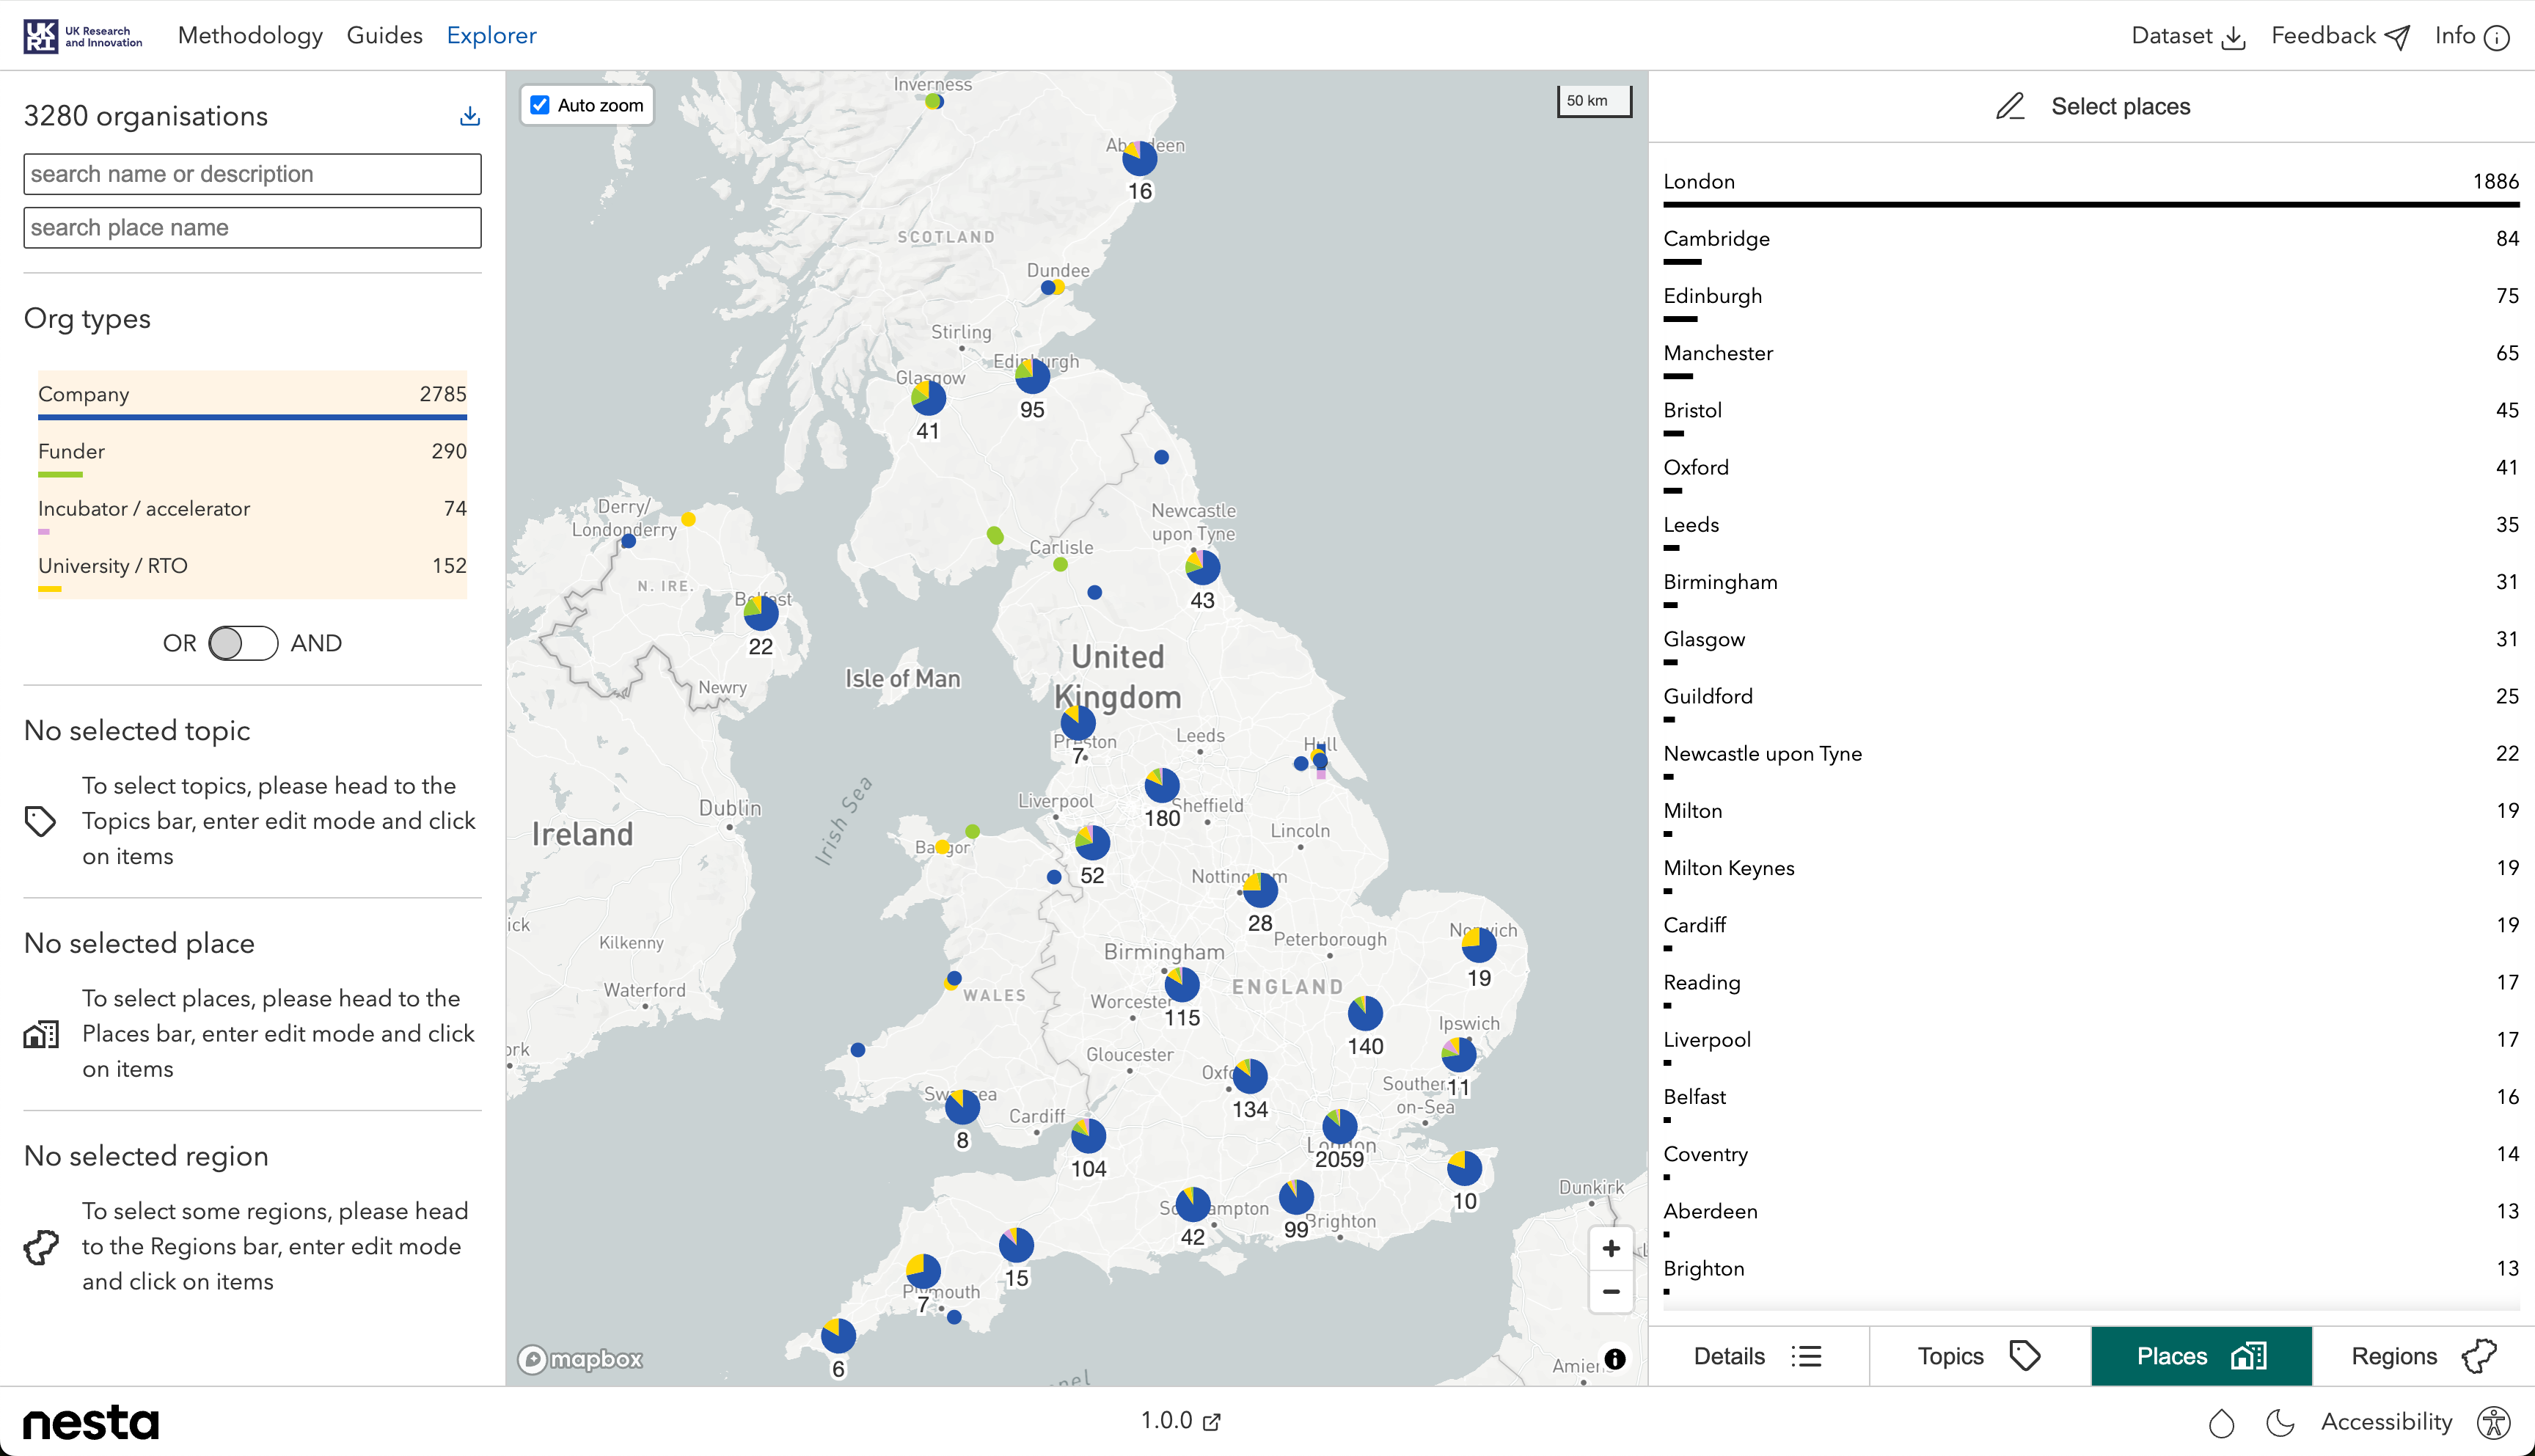 UK
RI
UK Research
and Innovation
Methodology
Guides
Explorer
Dataset
Feedback
Info
3280 organisations
search name or description
search place name
Org types
Company 2785
Funder 290
Incubator / accelerator 74
University / RTO 152
OR AND
No selected topic
To select topics, please head to the
Topics bar, enter edit mode and click
on items
No selected place
To select places, please head to the
Places bar, enter edit mode and click
on items
No selected region
To select some regions, please head
to the Regions bar, enter edit mode
and click on items
Auto zoom
50 km
Inverness
Aberdeen
16
SCOTLAND
Dundee
Stirling
Edinburgh
95
Glasgow
41
Derry/
Londonderry
N. IRE.
Belfast
22
Newry
Newcastle
upon Tyne
43
Carlisle
Isle of Man
United
Kingdom
Preston
7
Leeds
Hull
180
Sheffield
Liverpool
52
Lincoln
Irish Sea
Dublin
Ireland
Bangor
Nottingham
28
Peterborough
Norwich
19
ick
Kilkenny
Birmingham
115
ENGLAND
Waterford
WALES
Worcester
140
Ipswich
11
ork
Gloucester
Oxfo
134
Southen
on-Sea
Swansea
8
Cardiff
104
London
2059
10
Southampton
42
99
Brighton
Dunkirk
15
Plymouth
7
6
Amien
nel
mapbox
Select places
London 1886
Cambridge 84
Edinburgh 75
Manchester 65
Bristol 45
Oxford 41
Leeds 35
Birmingham 31
Glasgow 31
Guildford 25
Newcastle upon Tyne 22
Milton 19
Milton Keynes 19
Cardiff 19
Reading 17
Liverpool 17
Belfast 16
Coventry 14
Aberdeen 13
Brighton 13
Details
Topics
Places
Regions
nesta
1.0.0
Accessibility